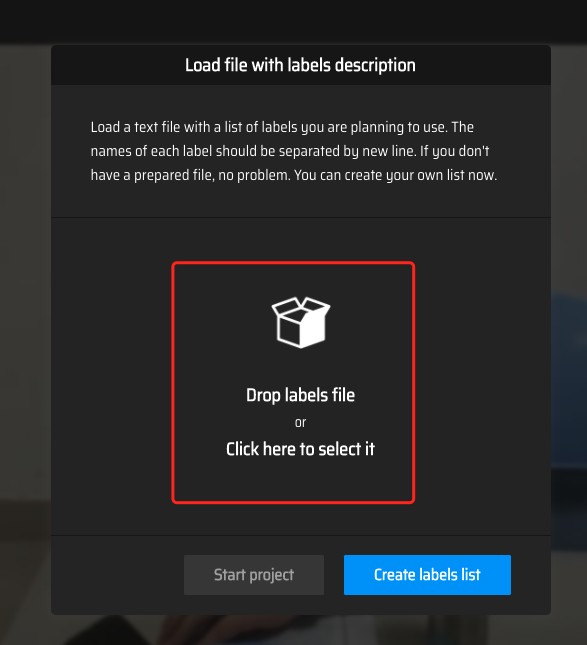 Load file with labels description
Load a text file with a list of labels you are planning to use. The
names of each label should be separated by new line. If you don't
have a prepared file, no problem. You can create your own list now.
Drop labels file
or
Click here to select it
Start project
Create labels list